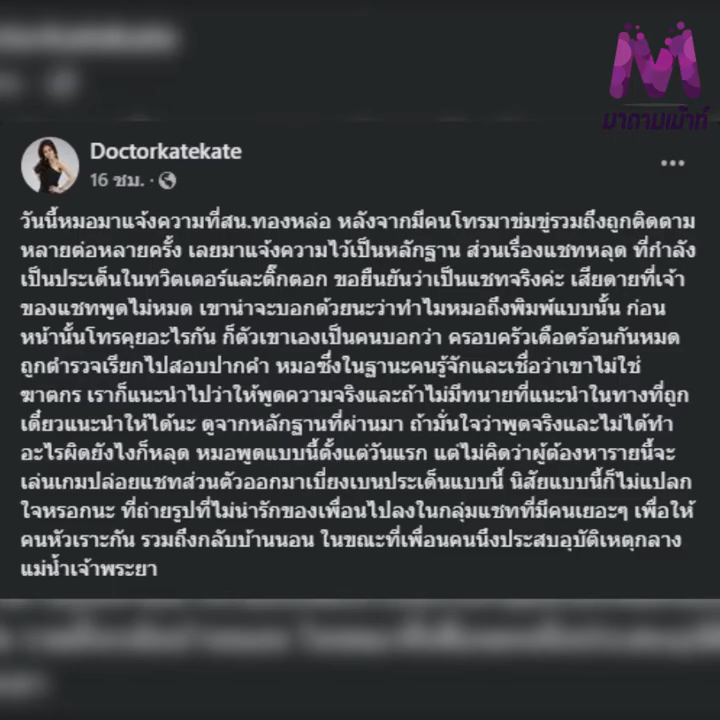 มาดามเม้าท์
Doctorkatekate
16 ชม. ·
วันนี้หมอมาแจ้งความที่สน.ทองหล่อ หลังจากมีคนโทรมาข่มขู่รวมถึงถูกติดตาม
หลายต่อหลายครั้ง เลยมาแจ้งความไว้เป็นหลักฐาน ส่วนเรื่องแชทหลุด ที่กำลัง
เป็นประเด็นในทวิตเตอร์และติ๊กตอก ขอยืนยันว่าเป็นแชทจริงค่ะ เสียดายที่เจ้า
ของแชทพูดไม่หมด เขาน่าจะบอกด้วยนะว่าทำไมหมอถึงพิมพ์แบบนั้น ก่อน
หน้านั้นโทรคุยอะไรกัน ก็ตัวเขาเองเป็นคนบอกว่า ครอบครัวเดือดร้อนกันหมด
ถูกตำรวจเรียกไปสอบปากคำ หมอซึ่งในฐานะคนรู้จักและเชื่อว่าเขาไม่ใช่
ฆาตกร เราก็แนะนำไปว่าให้พูดความจริงและถ้าไม่มีทนายที่แนะนำในทางที่ถูก
เดี๋ยวแนะนำให้ได้นะ ดูจากหลักฐานที่ผ่านมา ถ้ามั่นใจว่าพูดจริงและไม่ได้ทำ
อะไรผิดยังไงก็หลุด หมอพูดแบบนี้ตั้งแต่วันแรก แต่ไม่คิดว่าผู้ต้องหารายนี้จะ
เล่นเกมปล่อยแชทส่วนตัวออกมาเบี่ยงเบนประเด็นแบบนี้ นิสัยแบบนี้ก็ไม่แปลก
ใจหรอกนะ ที่ถ่ายรูปที่ไม่น่ารักของเพื่อนไปลงในกลุ่มแชทที่มีคนเยอะๆ เพื่อให้
คนหัวเราะกัน รวมถึงกลับบ้านนอน ในขณะที่เพื่อนคนนึงประสบอุบัติเหตุกลาง
แม่น้ำเจ้าพระยา